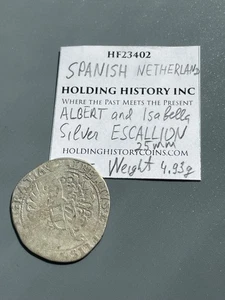 HF23402
SPANISH NETHERLAND
HOLDING HISTORY INC
WHERE THE PAST MEETS THE PRESENT
ALBERT and Isabella
Silver ESCALLION
25mm
HOLDINGHISTORYCOINS.COM
Weight 4.93g